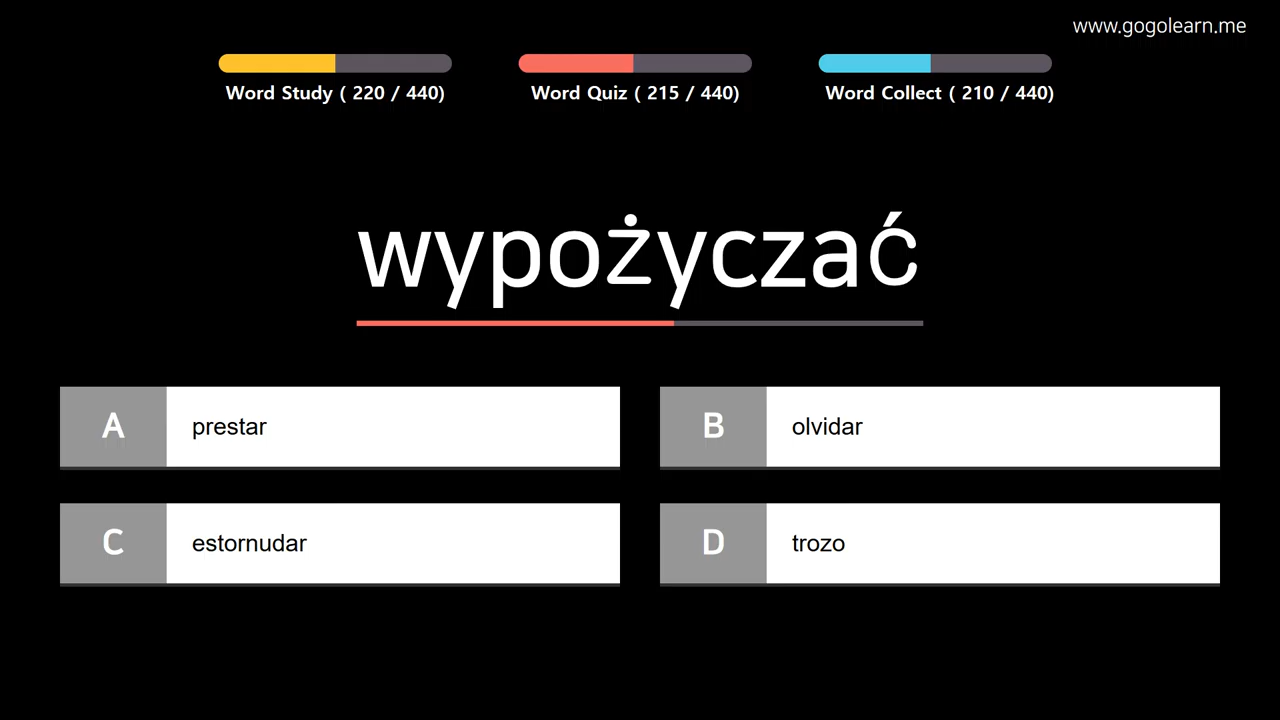 www.gogolearn.me
Word Study ( 220 / 440)
Word Quiz ( 215 / 440)
Word Collect ( 210 / 440)
wypożyczać
A prestar
B olvidar
C estornudar
D trozo